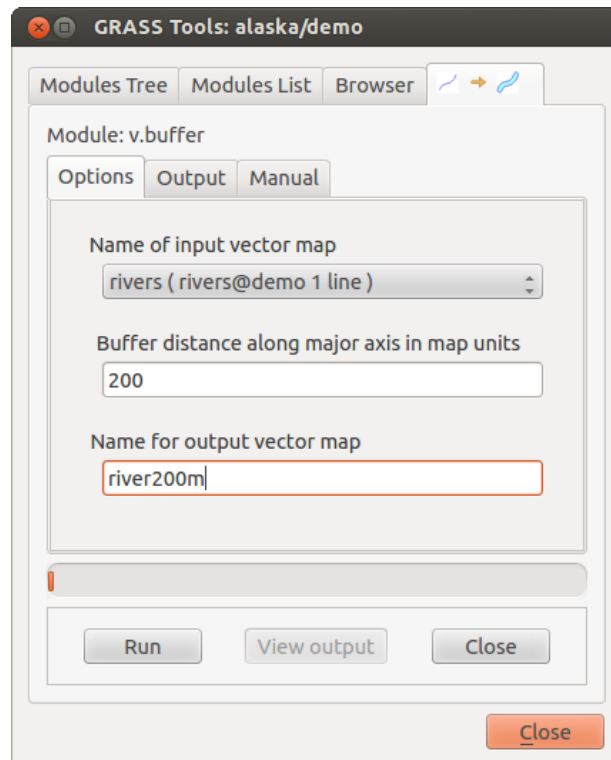 GRASS Tools: alaska/demo
Modules Tree Modules List Browser
Module: v.buffer
Options Output Manual
Name of input vector map
rivers ( rivers@demo 1 line )
Buffer distance along major axis in map units
200
Name for output vector map
river200m
Run View output Close
Close